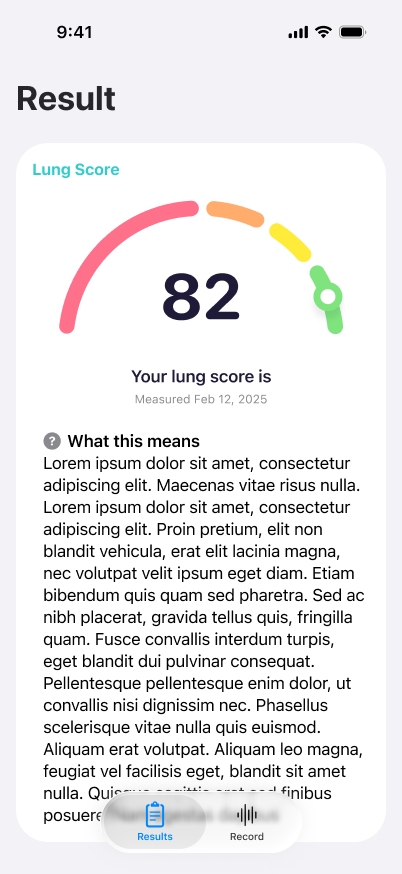 9:41
Result
Lung Score
82
Your lung score is
Measured Feb 12, 2025
? What this means
Lorem ipsum dolor sit amet, consectetur
adipiscing elit. Maecenas vitae risus nulla.
Lorem ipsum dolor sit amet, consectetur
adipiscing elit. Proin pretium, elit non
blandit vehicula, erat elit lacinia magna,
nec volutpat velit ipsum eget diam. Etiam
bibendum quis quam sed pharetra. Sed ac
nibh placerat, gravida tellus quis, fringilla
quam. Fusce convallis interdum turpis,
eget blandit dui pulvinar consequat.
Pellentesque pellentesque enim dolor, ut
convallis nisi dignissim nec. Phasellus
scelerisque vitae nulla quis euismod.
Aliquam erat volutpat. Aliquam leo magna,
feugiat vel facilisis eget, blandit sit amet
nulla. Quisque sagittis erat sed finibus
posuere
Results
Record